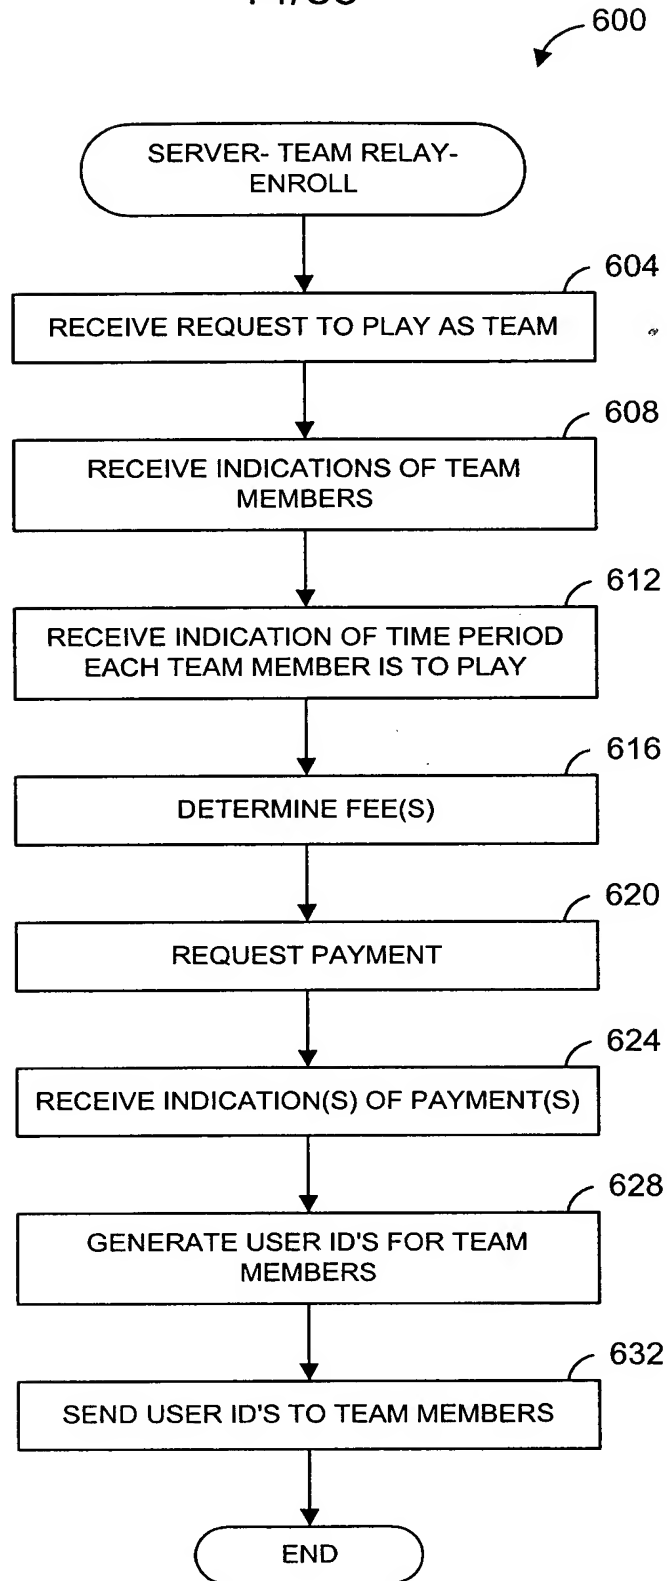 600
SERVER- TEAM RELAY-
ENROLL
604
RECEIVE REQUEST TO PLAY AS TEAM
608
RECEIVE INDICATIONS OF TEAM
MEMBERS
612
RECEIVE INDICATION OF TIME PERIOD
EACH TEAM MEMBER IS TO PLAY
616
DETERMINE FEE(S)
620
REQUEST PAYMENT
624
RECEIVE INDICATION(S) OF PAYMENT(S)
628
GENERATE USER ID'S FOR TEAM
MEMBERS
632
SEND USER ID'S TO TEAM MEMBERS
END